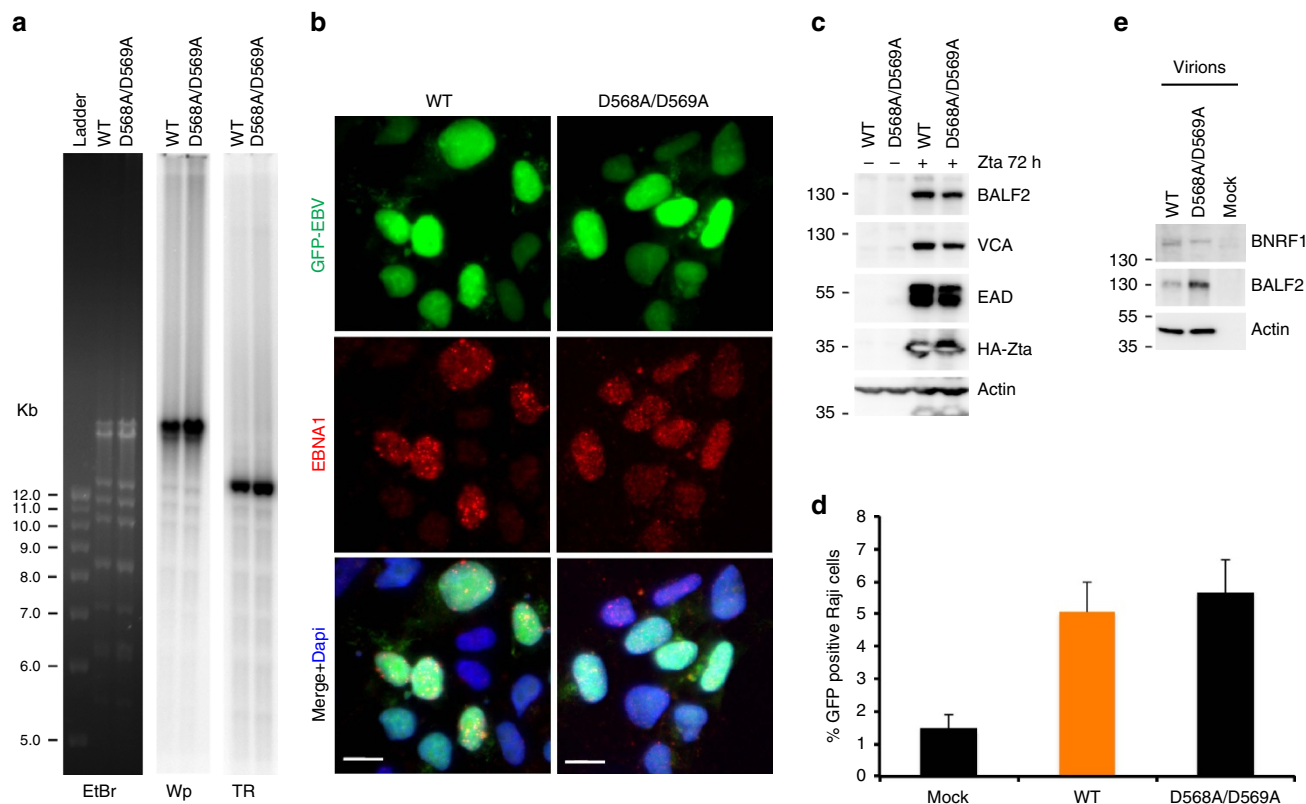 a
Ladder
WT
D568A/D569A
WT
D568A/D569A
WT
D568A/D569A
Kb
12.0
11.0
10.0
9.0
8.0
7.0
6.0
5.0
EtBr
Wp
TR
b
WT
D568A/D569A
GFP-EBV
EBNA1
Merge+Dapi
c
WT
D568A/D569A
WT
D568A/D569A
– – + + Zta 72 h
130
BALF2
130
VCA
55
EAD
35
HA-Zta
Actin
35
d
% GFP positive Raji cells
8
7
6
5
4
3
2
1
0
Mock
WT
D568A/D569A
e
Virions
WT
D568A/D569A
Mock
BNRF1
130
130
BALF2
55
Actin
35